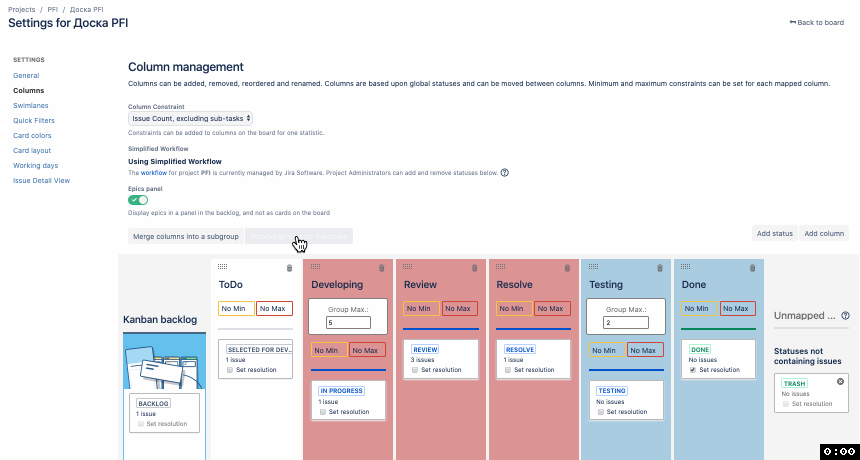 Projects / PFI / Доска PFI
Settings for Доска PFI
Back to board
SETTINGS
General
Columns
Swimlanes
Quick Filters
Card colors
Card layout
Working days
Issue Detail View
Column management
Columns can be added, removed, reordered and renamed. Columns are based upon global statuses and can be moved between columns. Minimum and maximum constraints can be set for each mapped column.
Column Constraint
Issue Count, excluding sub-tasks
Constraints can be added to columns on the board for one statistic.
Simplified Workflow
Using Simplified Workflow
The workflow for project PFI is currently managed by Jira Software. Project Administrators can add and remove statuses below.
Epics panel
Display epics in a panel in the backlog, and not as cards on the board
Merge columns into a subgroup
Add status
Add column
Kanban backlog
BACKLOG
1 issue
Set resolution
ToDo
No Min
No Max
SELECTED FOR DEV...
1 issue
Set resolution
Developing
Group Max.:
5
No Min
No Max
IN PROGRESS
1 issue
Set resolution
Review
No Min
No Max
REVIEW
3 issues
Set resolution
Resolve
No Min
No Max
RESOLVE
1 issue
Set resolution
Testing
Group Max.:
2
No Min
No Max
TESTING
No issues
Set resolution
Done
No Min
No Max
DONE
No issues
Set resolution
Unmapped ...
Statuses not
containing issues
TRASH
No issues
Set resolution
0:00